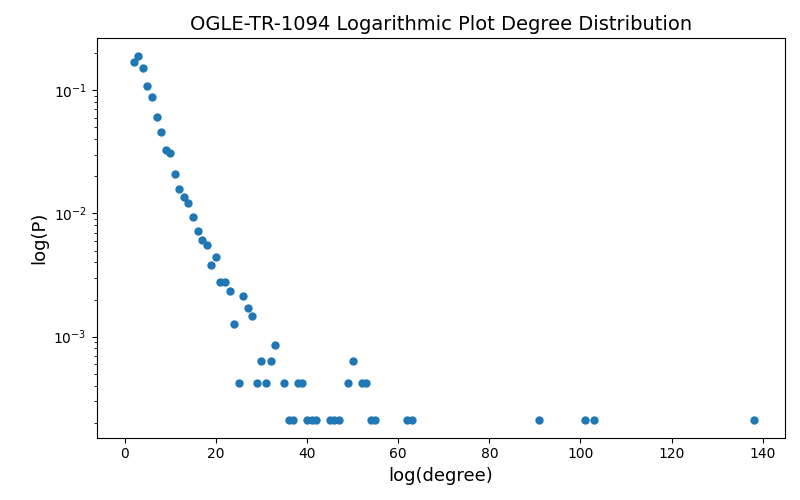 OGLE-TR-1094 Logarithmic Plot Degree Distribution
log(P)
10⁻¹
10⁻²
10⁻³
0 20 40 60 80 100 120 140
log(degree)